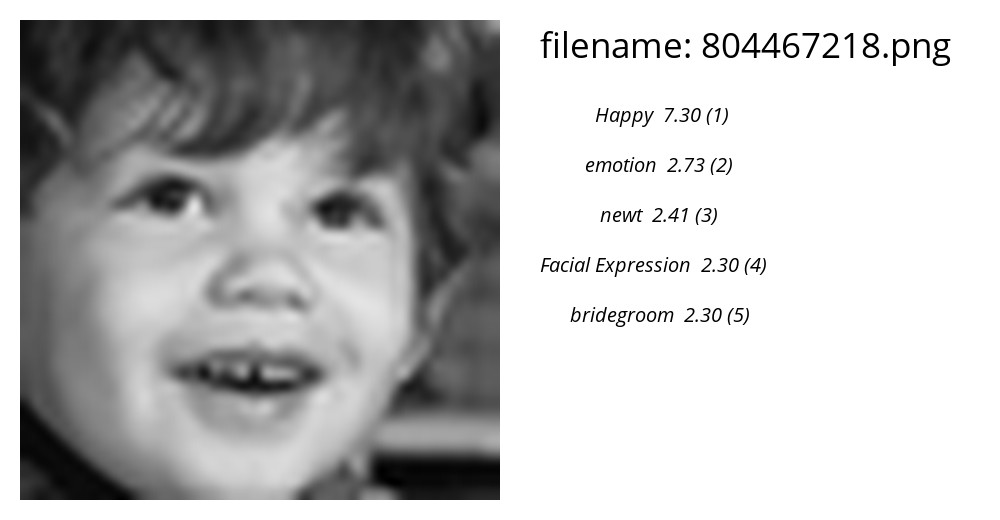 filename: 804467218.png
Happy 7.30 (1)
emotion 2.73 (2)
newt 2.41 (3)
Facial Expression 2.30 (4)
bridegroom 2.30 (5)